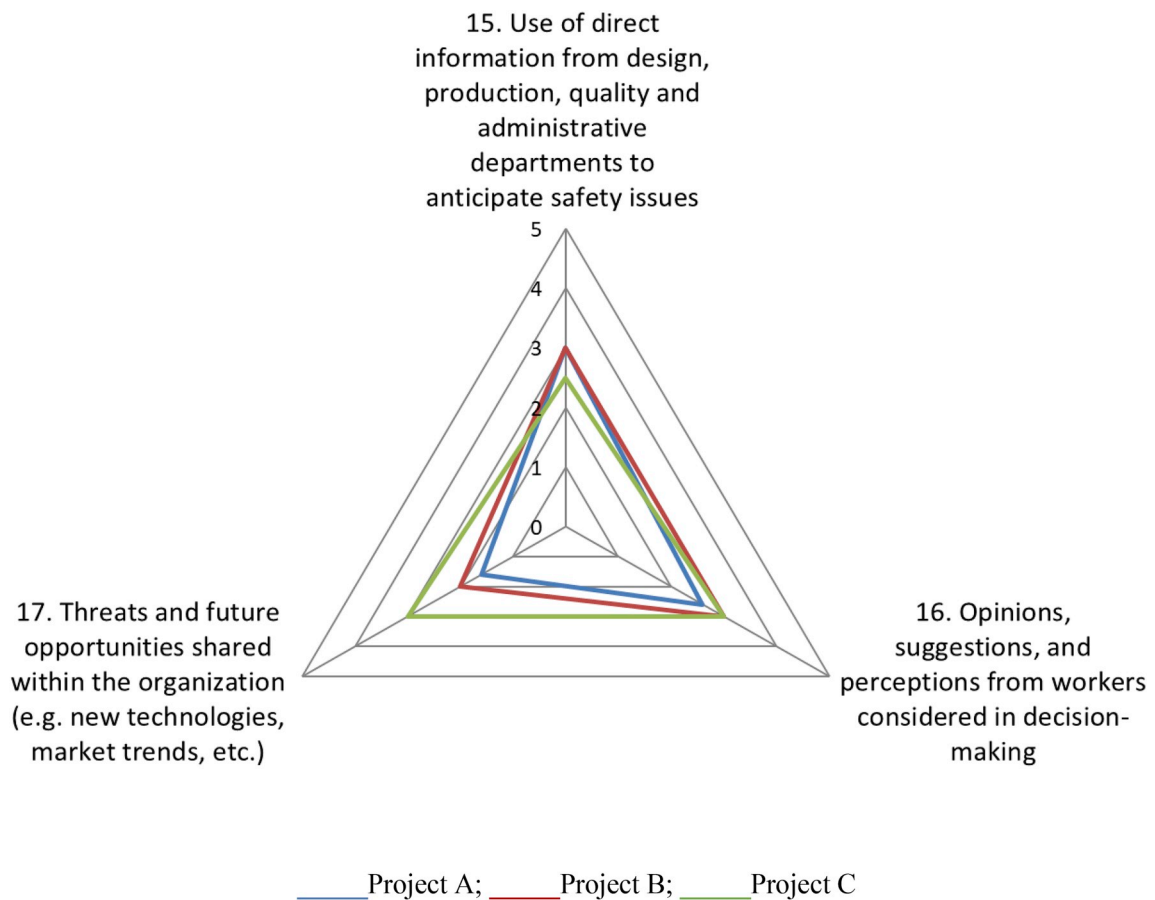 15. Use of direct
information from design,
production, quality and
administrative
departments to
anticipate safety issues
5
4
3
2
1
0
17. Threats and future
opportunities shared
within the organization
(e.g. new technologies,
market trends, etc.)
16. Opinions,
suggestions, and
perceptions from workers
considered in decision-
making
Project A; Project B; Project C